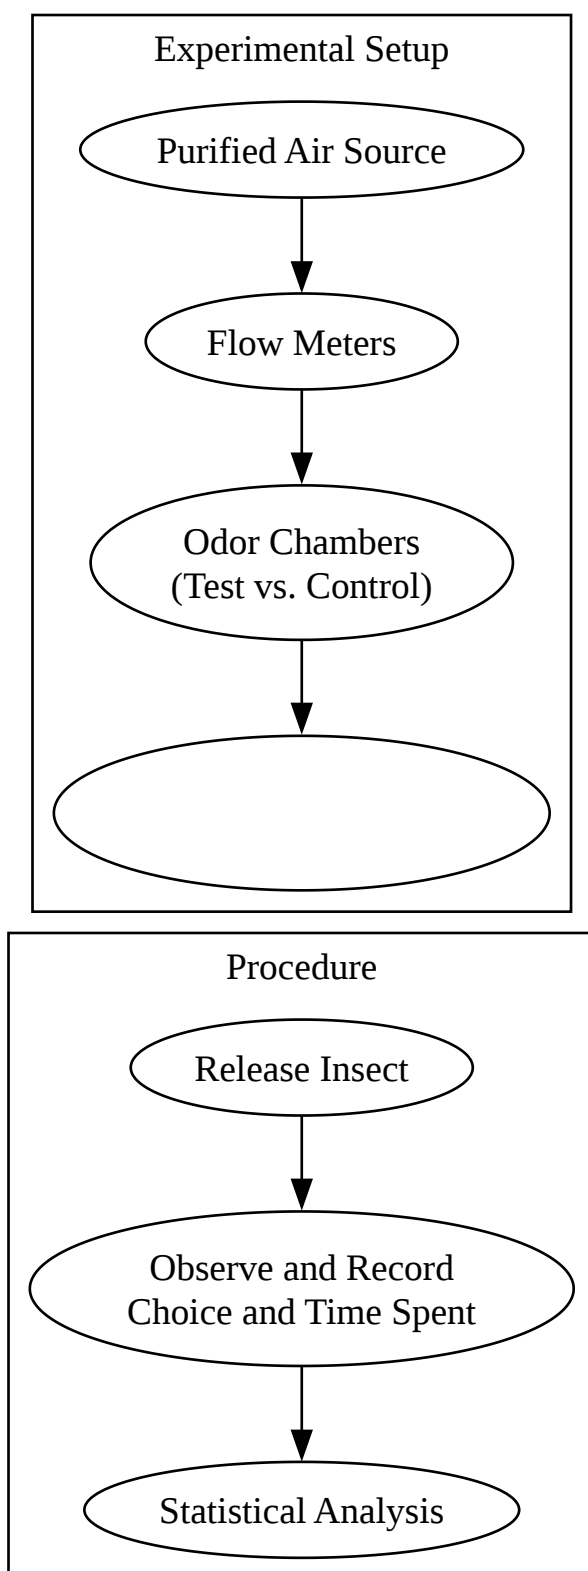 Experimental Setup
Purified Air Source
Flow Meters
Odor Chambers
(Test vs. Control)
Procedure
Release Insect
Observe and Record
Choice and Time Spent
Statistical Analysis